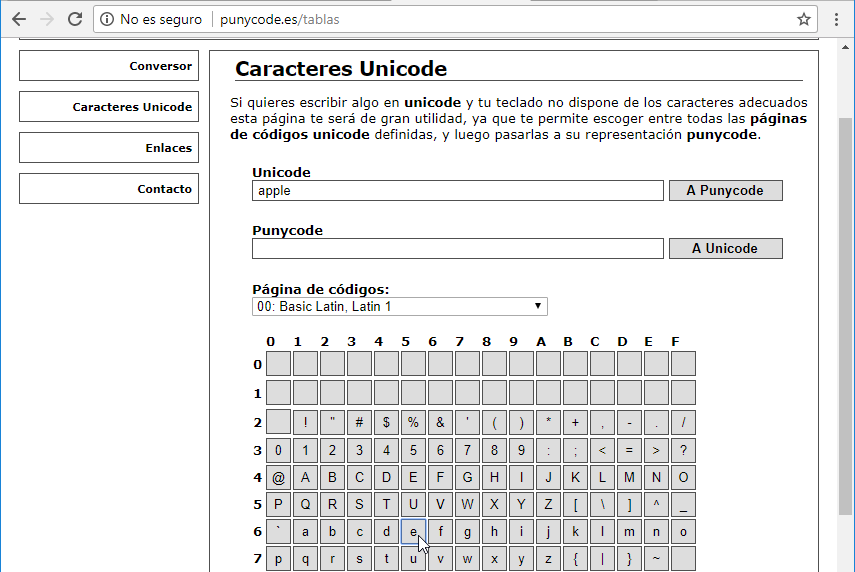 No es seguro | punycode.es/tablas
Conversor
Caracteres Unicode
Enlaces
Contacto
Caracteres Unicode
Si quieres escribir algo en unicode y tu teclado no dispone de los caracteres adecuados
esta página te será de gran utilidad, ya que te permite escoger entre todas las páginas
de códigos unicode definidas, y luego pasarlas a su representación punycode.
Unicode
apple A Punycode
Punycode
A Unicode
Página de códigos:
00: Basic Latin, Latin 1
0 1 2 3 4 5 6 7 8 9 A B C D E F
0
1
2 ! " # $ % & ' ( ) * + , - . /
3 0 1 2 3 4 5 6 7 8 9 : ; < = > ?
4 @ A B C D E F G H I J K L M N O
5 P Q R S T U V W X Y Z [ \ ] ^ _
6 ` a b c d e f g h i j k l m n o
7 p q r s t u v w x y z { | } ~